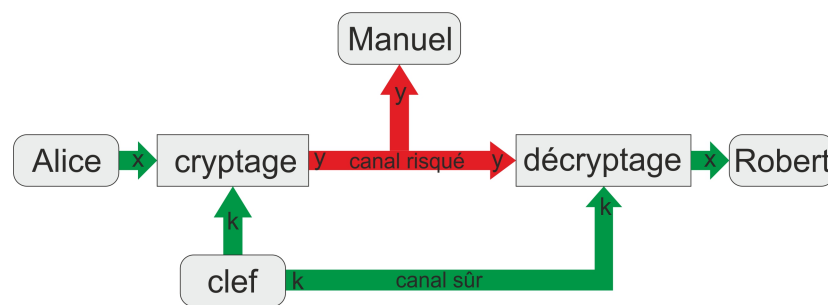 Manuel
y
Alice
x
cryptage
y
canal risqué
y
décryptage
x
Robert
k
k
clef
k
canal sûr